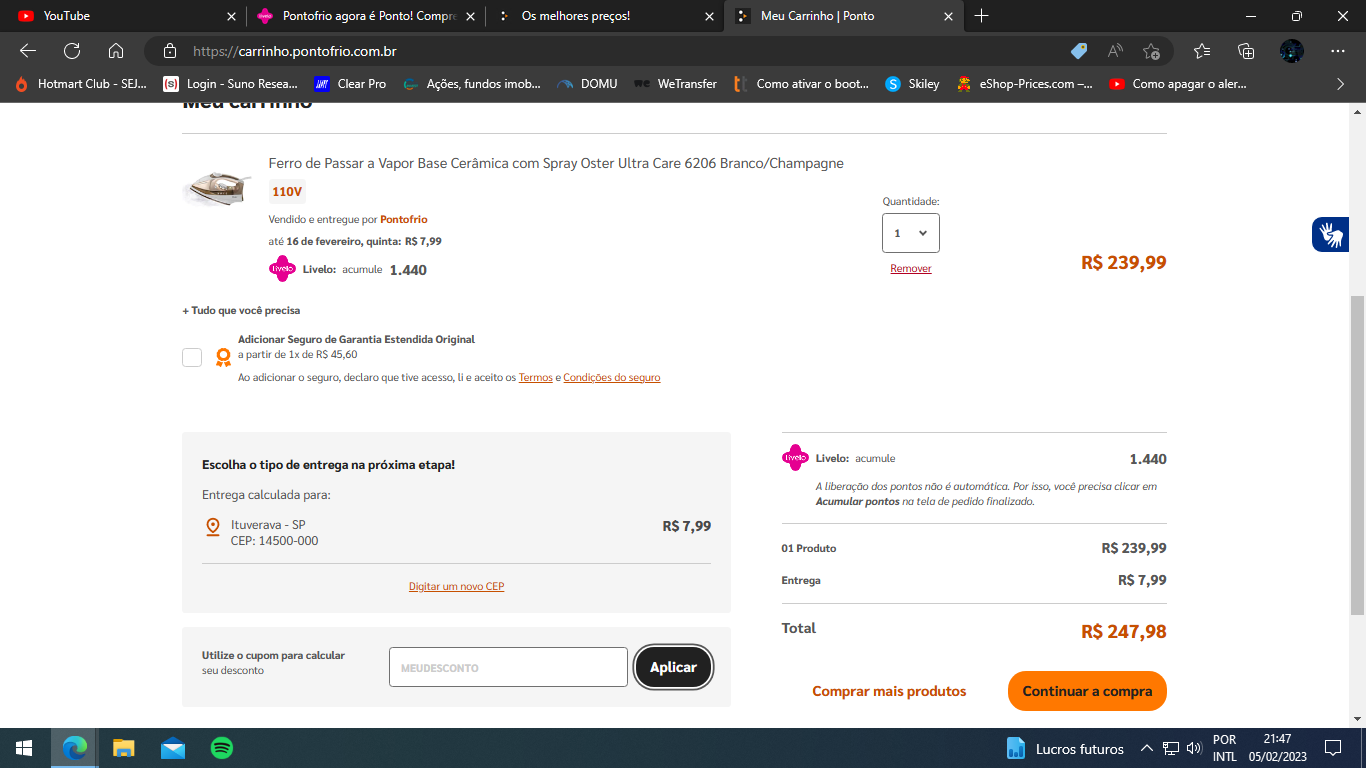 YouTube
Pontofrio agora é Ponto! Compre
Os melhores preços!
Meu Carrinho | Ponto
https://carrinho.pontofrio.com.br
Hotmart Club - SEJ...
Login - Suno Resea...
Clear Pro
Ações, fundos imob...
DOMU
WeTransfer
Como ativar o boot...
Skiley
eShop-Prices.com –...
Como apagar o aler...
Meu carrinho
Ferro de Passar a Vapor Base Cerâmica com Spray Oster Ultra Care 6206 Branco/Champagne
110V
Vendido e entregue por Pontofrio
até 16 de fevereiro, quinta: R$ 7,99
Livelo
Livelo: acumule 1.440
Quantidade:
1
Remover
R$ 239,99
+ Tudo que você precisa
Adicionar Seguro de Garantia Estendida Original
a partir de 1x de R$ 45,60
Ao adicionar o seguro, declaro que tive acesso, li e aceito os Termos e Condições do seguro
Escolha o tipo de entrega na próxima etapa!
Entrega calculada para:
Ituverava - SP
CEP: 14500-000
R$ 7,99
Digitar um novo CEP
Utilize o cupom para calcular
seu desconto
MEUDESCONTO
Aplicar
Livelo
Livelo: acumule 1.440
A liberação dos pontos não é automática. Por isso, você precisa clicar em
Acumular pontos na tela de pedido finalizado.
01 Produto R$ 239,99
Entrega R$ 7,99
Total R$ 247,98
Comprar mais produtos
Continuar a compra
Lucros futuros
POR
INTL
21:47
05/02/2023